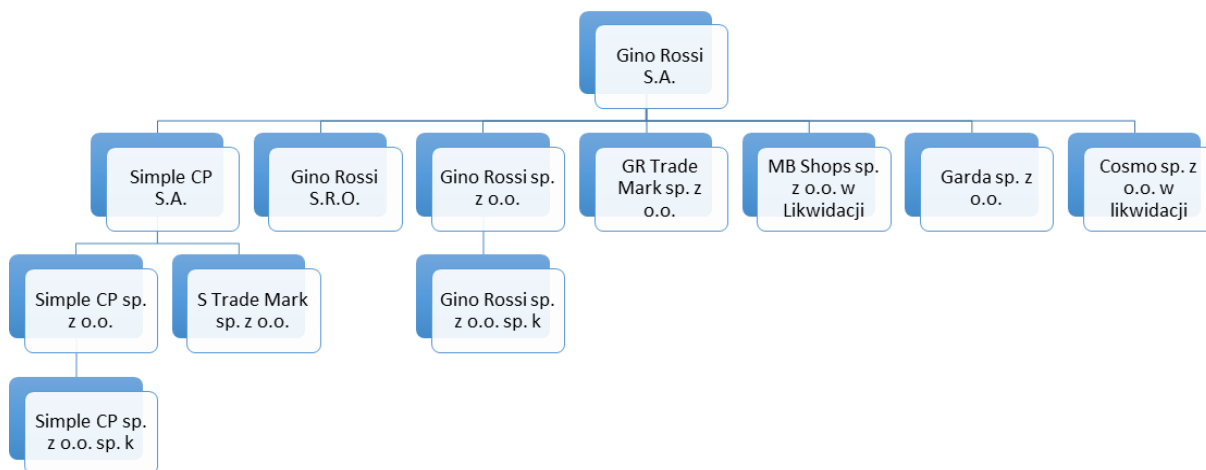 Gino Rossi
S.A.
Simple CP
S.A.
Gino Rossi
S.R.O.
Gino Rossi sp.
z o.o.
GR Trade
Mark sp. z
o.o.
MB Shops sp.
z o.o. w
Likwidacji
Garda sp. z
o.o.
Cosmo sp. z
o.o. w
likwidacji
Simple CP sp.
z o.o.
S Trade Mark
sp. z o.o.
Gino Rossi sp.
z o.o. sp. k
Simple CP sp.
z o.o. sp. k